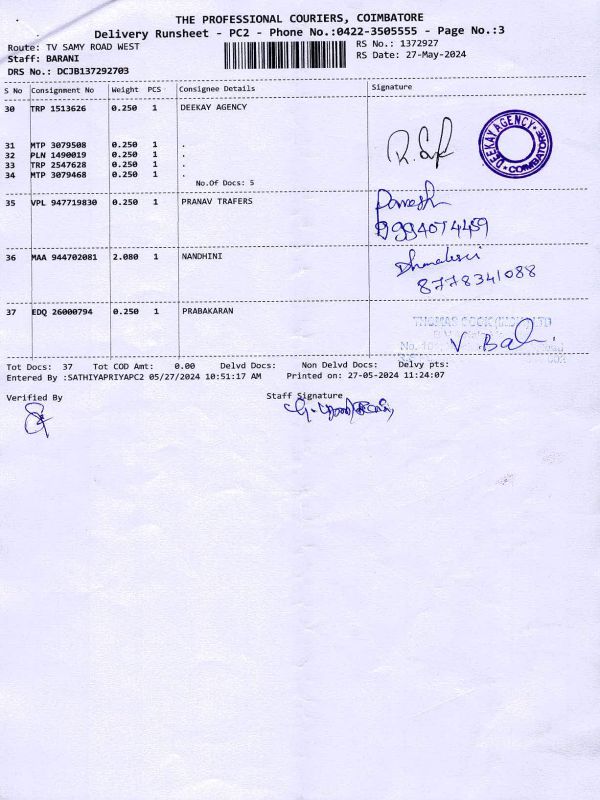 THE PROFESSIONAL COURIERS, COIMBATORE
Delivery Runsheet - PC2 - Phone No.:0422-3505555 - Page No.:3
Route: TV SAMY ROAD WEST
RS No.: 1372927
Staff: BARANI
RS Date: 27-May-2024
DRS No.: DCJB137292703
S No Consignment No Weight PCS Consignee Details Signature
30 TRP 1513626 0.250 1 DEEKAY AGENCY
DEEKAY AGENCY COIMBATORE
31 MTP 3079508 0.250 1 .
32 PLN 1490019 0.250 1 .
33 TRP 2547628 0.250 1 .
34 MTP 3079468 0.250 1 .
No.Of Docs: 5
35 VPL 947719830 0.250 1 PRANAV TRAFERS
9994074459
36 MAA 944702081 2.080 1 NANDHINI
8778341088
37 EDQ 26000794 0.250 1 PRABAKARAN
THOMAS COOK (INDIA) LTD
V. Bal
Tot Docs: 37 Tot COD Amt: 0.00 Delvd Docs: Non Delvd Docs: Delvy pts:
Entered By :SATHIYAPRIYAPC2 05/27/2024 10:51:17 AM Printed on: 27-05-2024 11:24:07
Verified By Staff Signature